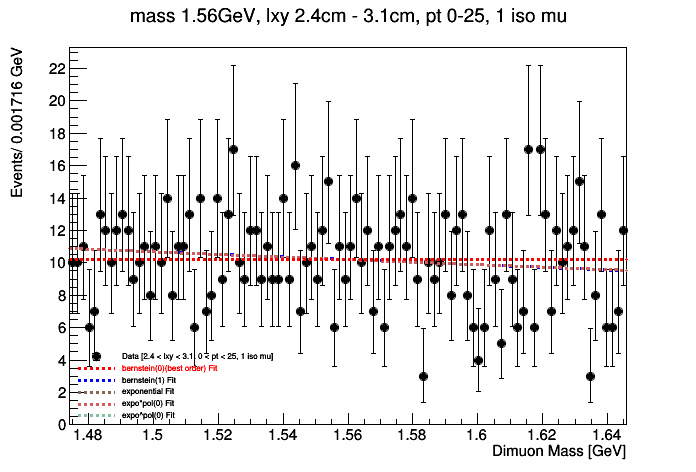 mass 1.56GeV, lxy 2.4cm - 3.1cm, pt 0-25, 1 iso mu
Events/ 0.001716 GeV
22
20
18
16
14
12
10
8
6
4
2
0
Data [2.4 < lxy < 3.1, 0 < pt < 25, 1 iso mu]
bernstein(0)(best order) Fit
bernstein(1) Fit
exponential Fit
expo*pol(0) Fit
expo^pol(0) Fit
1.48 1.5 1.52 1.54 1.56 1.58 1.6 1.62 1.64
Dimuon Mass [GeV]